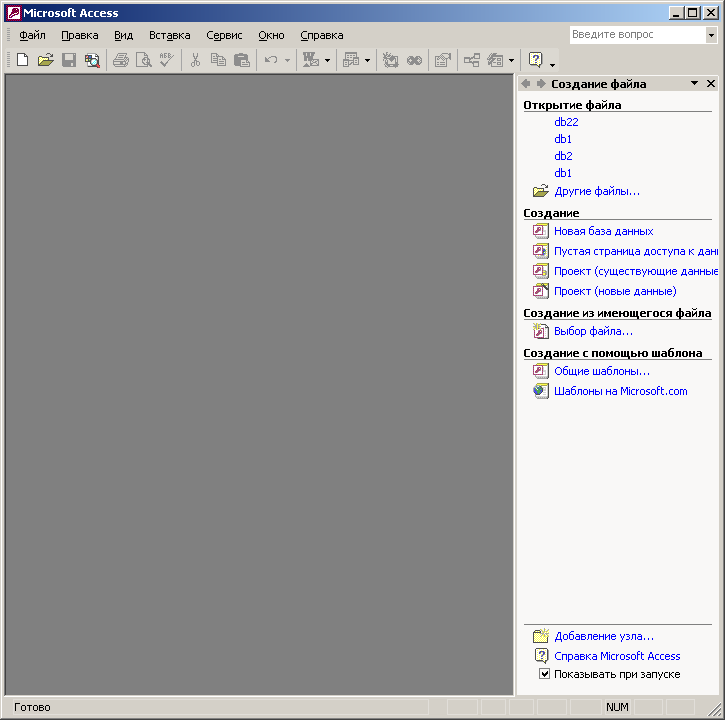 Microsoft Access
Файл Правка Вид Вставка Сервис Окно Справка
Введите вопрос
Создание файла
Открытие файла
db22
db1
db2
db1
Другие файлы...
Создание
Новая база данных
Пустая страница доступа к дан
Проект (существующие данные
Проект (новые данные)
Создание из имеющегося файла
Выбор файла...
Создание с помощью шаблона
Общие шаблоны...
Шаблоны на Microsoft.com
Добавление узла...
Справка Microsoft Access
Показывать при запуске
Готово
NUM